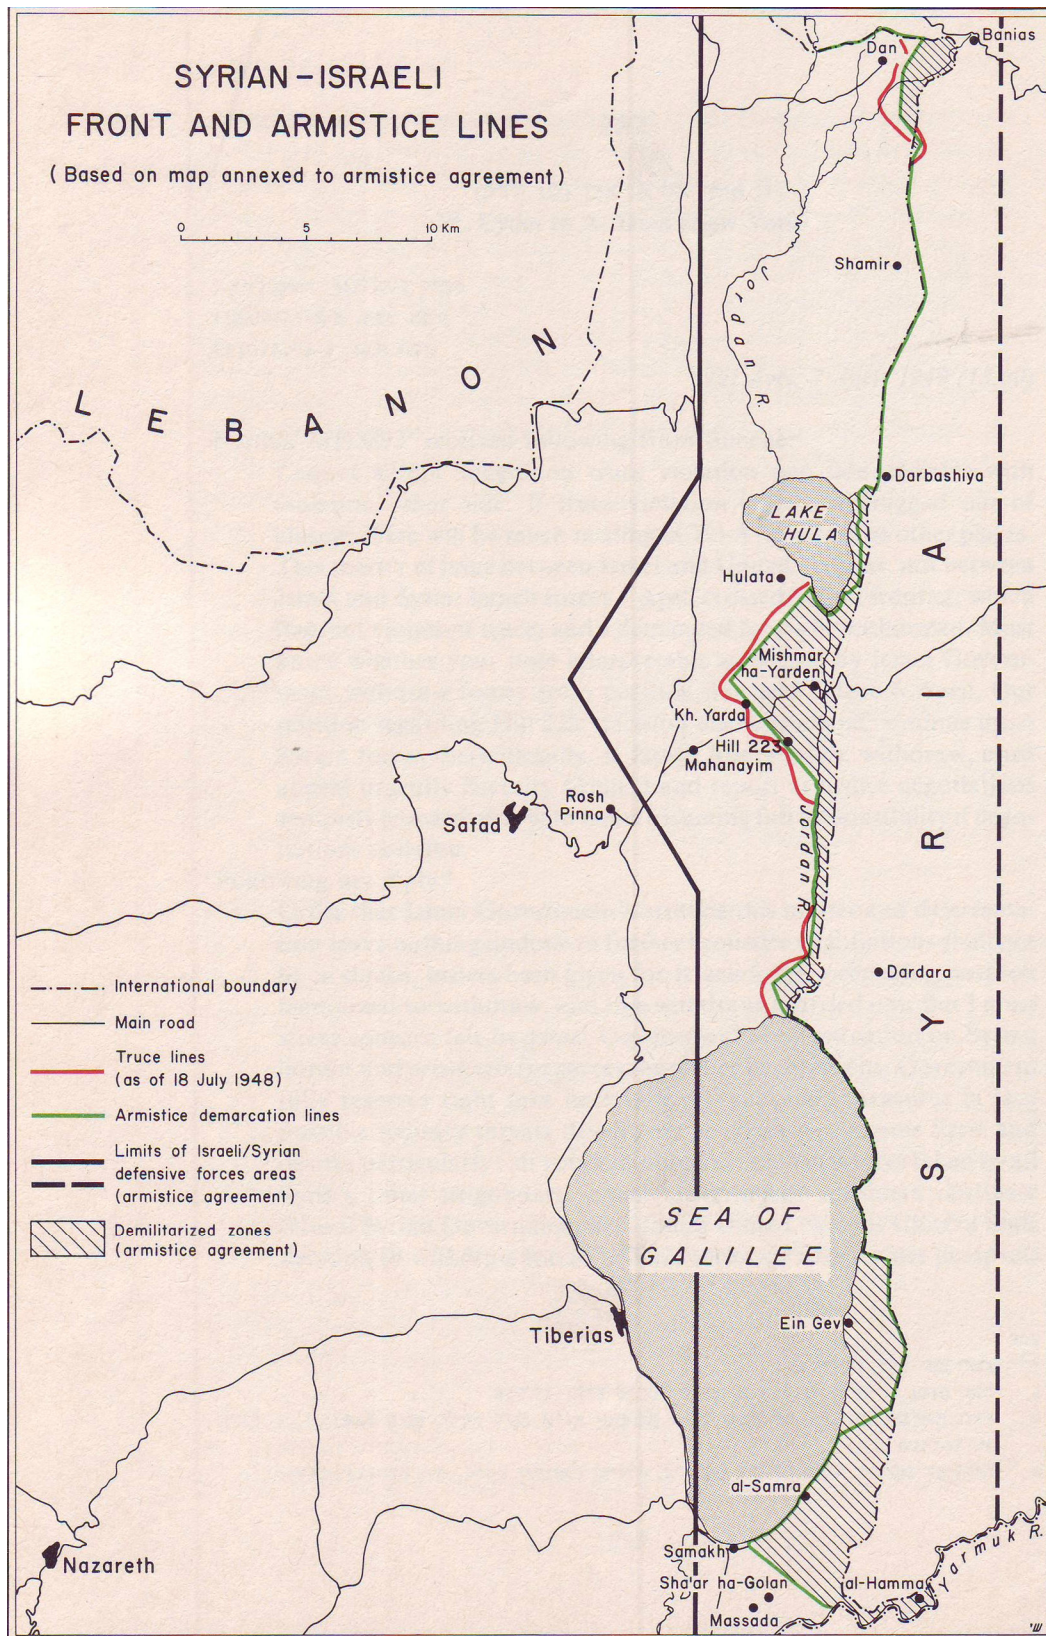 SYRIAN-ISRAELI
FRONT AND ARMISTICE LINES
(Based on map annexed to armistice agreement)
0 5 10 Km
Banias
Dan
Shamir
Jordan R.
LEBANON
Darbashiya
LAKE
HULA
Hulata
Mishmar
ha-Yarden
Kh. Yarda
Hill 223
Mahanayim
Rosh
Pinna
Safad
Jordan R.
Dardara
SYRIA
International boundary
Main road
Truce lines
(as of 18 July 1948)
Armistice demarcation lines
Limits of Israeli/Syrian
defensive forces areas
(armistice agreement)
Demilitarized zones
(armistice agreement)
SEA OF
GALILEE
Ein Gev
Tiberias
al-Samra
Samakh
Sha'ar ha-Golan
Massada
al-Hamma
Yarmuk R.
Nazareth